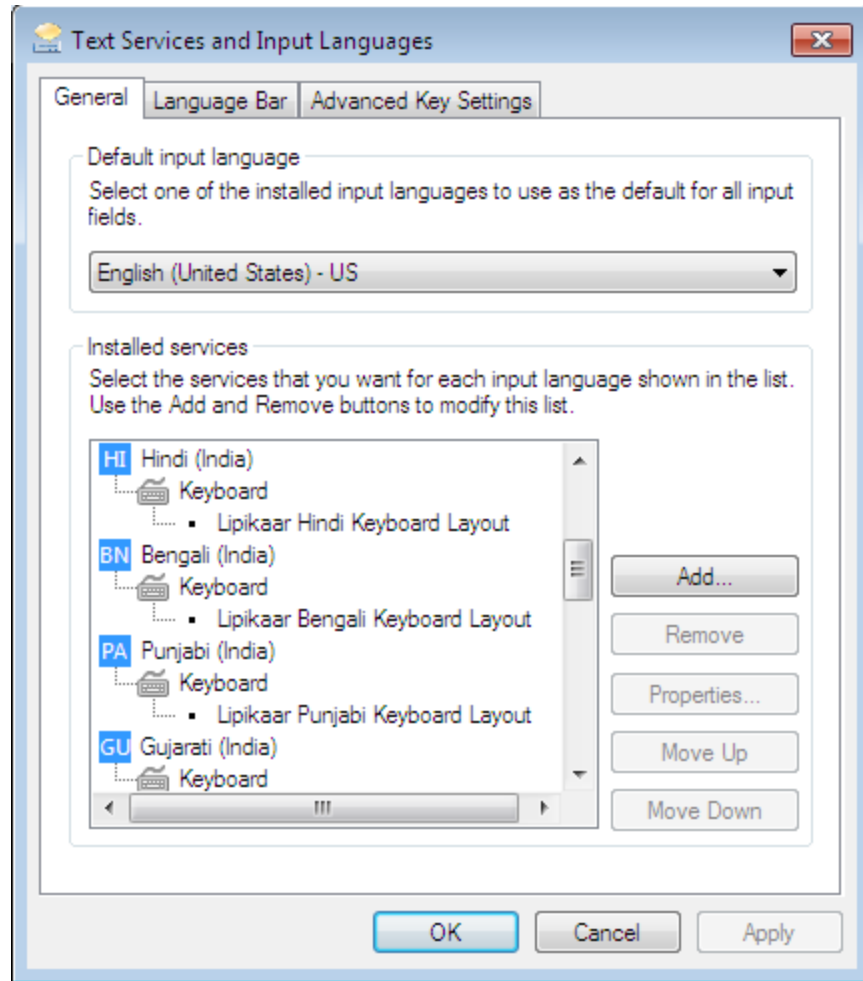 Text Services and Input Languages
General
Language Bar
Advanced Key Settings
Default input language
Select one of the installed input languages to use as the default for all input
fields.
English (United States) - US
Installed services
Select the services that you want for each input language shown in the list.
Use the Add and Remove buttons to modify this list.
HI Hindi (India)
Keyboard
Lipikaar Hindi Keyboard Layout
BN Bengali (India)
Keyboard
Lipikaar Bengali Keyboard Layout
PA Punjabi (India)
Keyboard
Lipikaar Punjabi Keyboard Layout
GU Gujarati (India)
Keyboard
Add...
Remove
Properties...
Move Up
Move Down
OK
Cancel
Apply